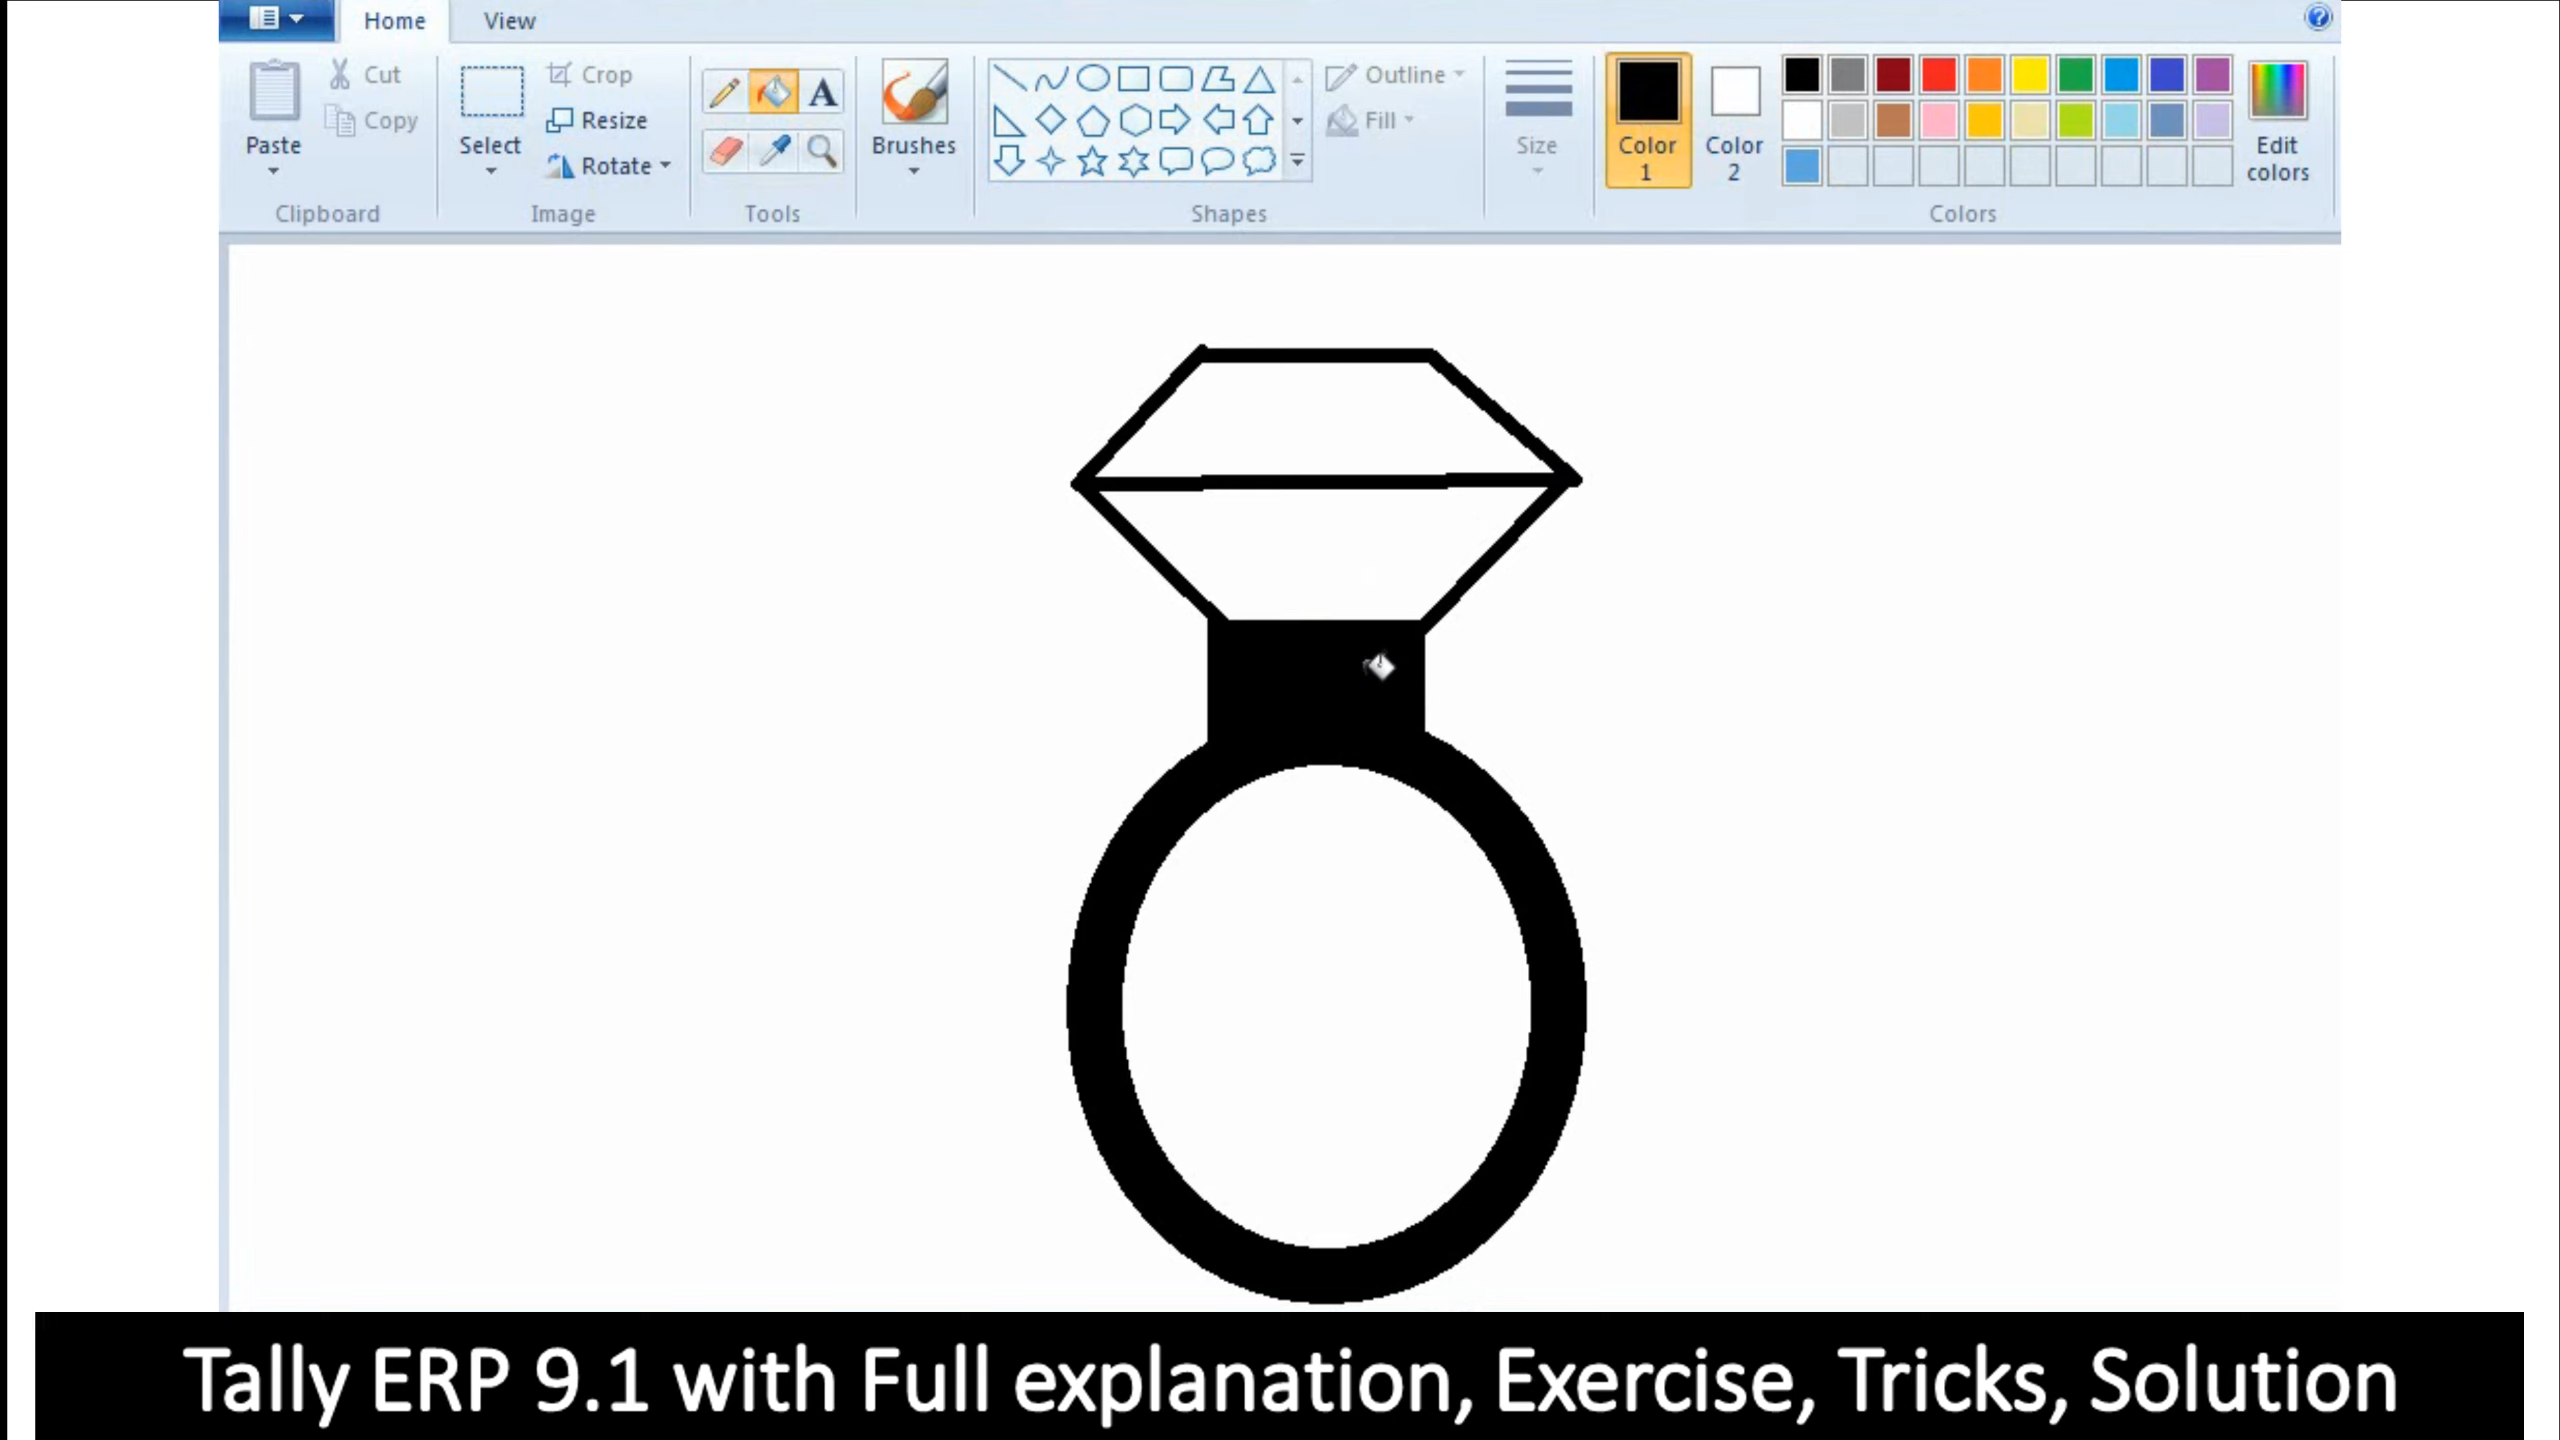 Home View
Paste Cut Copy Select Crop Resize Rotate Brushes Outline Fill Size Color 1 Color 2 Edit colors
Clipboard Image Tools Shapes Colors
A
Tally ERP 9.1 with Full explanation, Exercise, Tricks, Solution